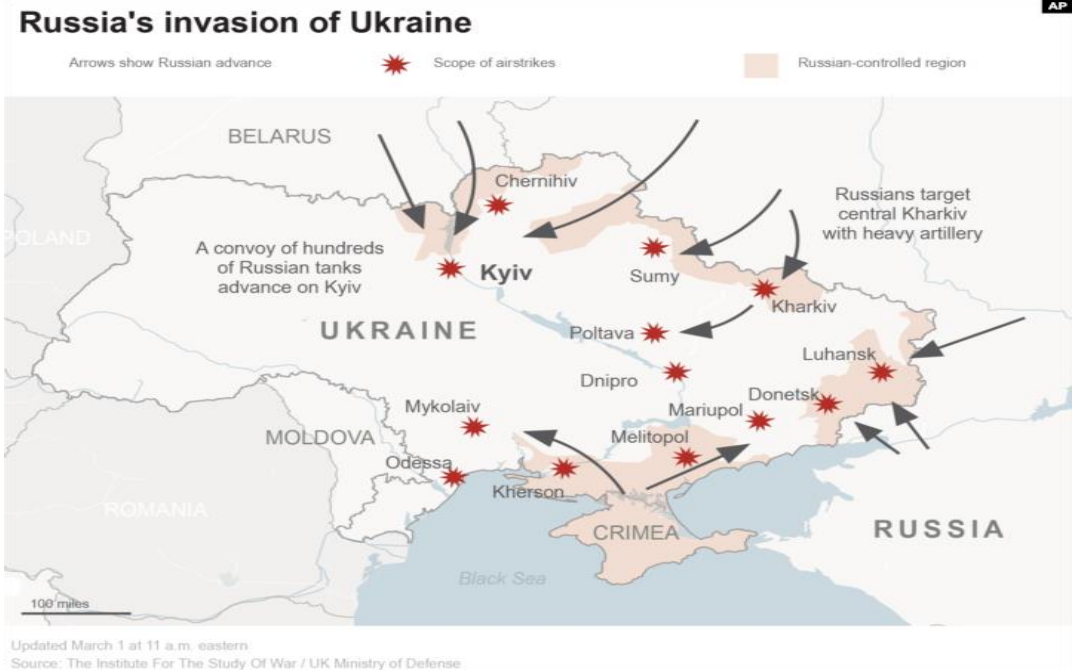 AP
Russia's invasion of Ukraine
Arrows show Russian advance
Scope of airstrikes
Russian-controlled region
BELARUS
Chernihiv
Russians target
central Kharkiv
with heavy artillery
POLAND
A convoy of hundreds
of Russian tanks
advance on Kyiv
Kyiv
Sumy
Kharkiv
UKRAINE
Poltava
Luhansk
Dnipro
Donetsk
Mykolaiv
Mariupol
MOLDOVA
Melitopol
Odessa
Kherson
ROMANIA
CRIMEA
RUSSIA
Black Sea
100 miles
Updated March 1 at 11 a.m. eastern
Source: The Institute For The Study Of War / UK Ministry of Defense